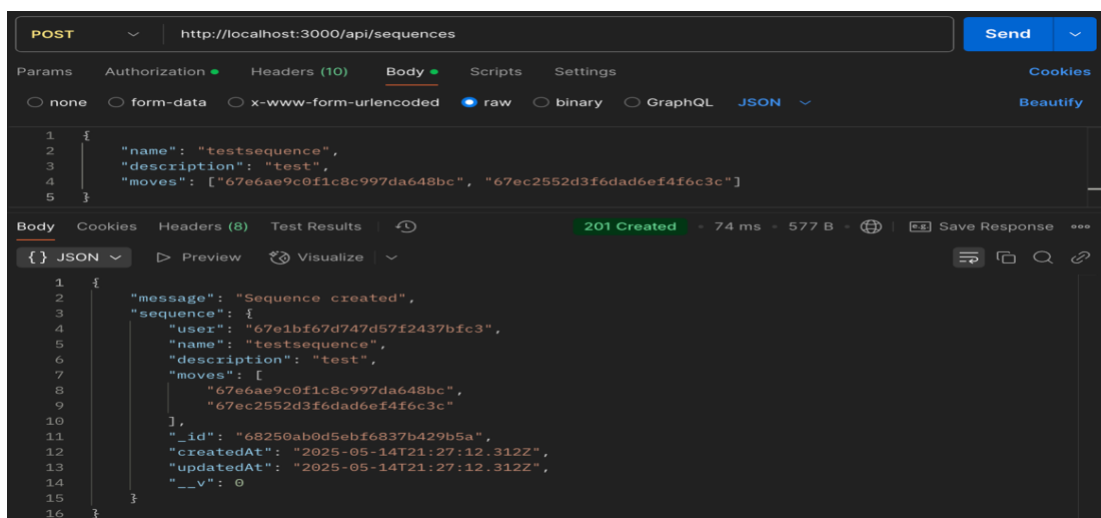 POST http://localhost:3000/api/sequences Send
Params Authorization Headers (10) Body Scripts Settings Cookies
none form-data x-www-form-urlencoded raw binary GraphQL JSON Beautify
1 {
2 "name": "testsequence",
3 "description": "test",
4 "moves": ["67e6ae9c0f1c8c997da648bc", "67ec2552d3f6dad6ef4f6c3c"]
5 }
Body Cookies Headers (8) Test Results 201 Created 74 ms 577 B e.g. Save Response
{} JSON Preview Visualize
1 {
2 "message": "Sequence created",
3 "sequence": {
4 "user": "67e1bf67d747d57f2437bfc3",
5 "name": "testsequence",
6 "description": "test",
7 "moves": [
8 "67e6ae9c0f1c8c997da648bc",
9 "67ec2552d3f6dad6ef4f6c3c"
10 ],
11 "_id": "68250ab0d5ebf6837b429b5a",
12 "createdAt": "2025-05-14T21:27:12.312Z",
13 "updatedAt": "2025-05-14T21:27:12.312Z",
14 "__v": 0
15 }
16 }